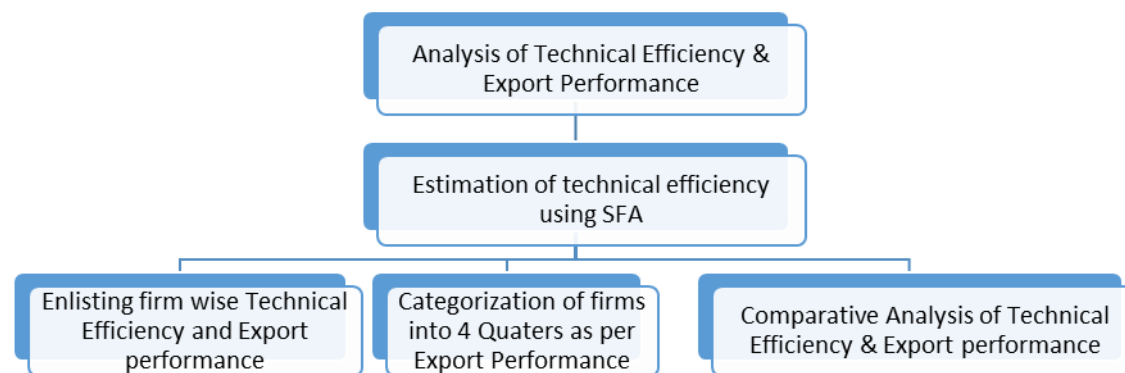 Analysis of Technical Efficiency &
Export Performance
Estimation of technical efficiency
using SFA
Enlisting firm wise Technical
Efficiency and Export
performance
Categorization of firms
into 4 Quaters as per
Export Performance
Comparative Analysis of Technical
Efficiency & Export performance